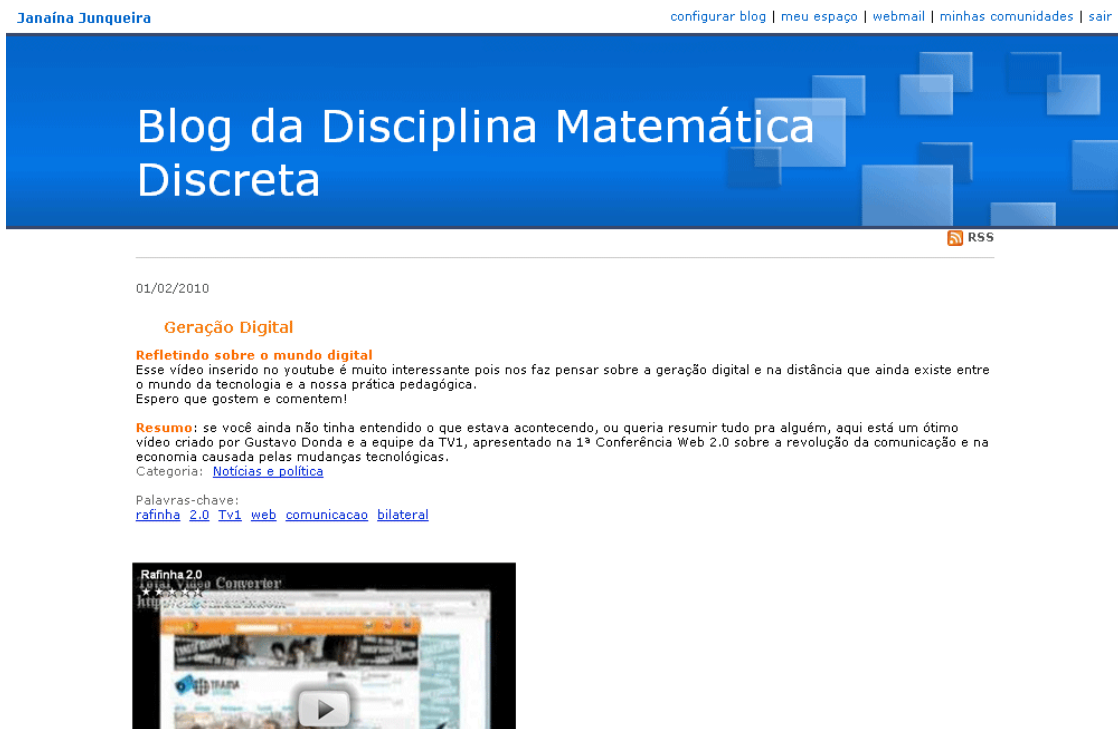 Janaína Junqueira
configurar blog | meu espaço | webmail | minhas comunidades | sair
Blog da Disciplina Matemática
Discreta
RSS
01/02/2010
Geração Digital
Refletindo sobre o mundo digital
Esse vídeo inserido no youtube é muito interessante pois nos faz pensar sobre a geração digital e na distância que ainda existe entre
o mundo da tecnologia e a nossa prática pedagógica.
Espero que gostem e comentem!
Resumo: se você ainda não tinha entendido o que estava acontecendo, ou queria resumir tudo pra alguém, aqui está um ótimo
vídeo criado por Gustavo Donda e a equipe da TV1, apresentado na 1ª Conferência Web 2.0 sobre a revolução da comunicação e na
economia causada pelas mudanças tecnológicas.
Categoria: Notícias e política
Palavras-chave:
rafinha 2.0 Tv1 web comunicacao bilateral
Rafinha 2.0
Total Video Converter
TRAMA